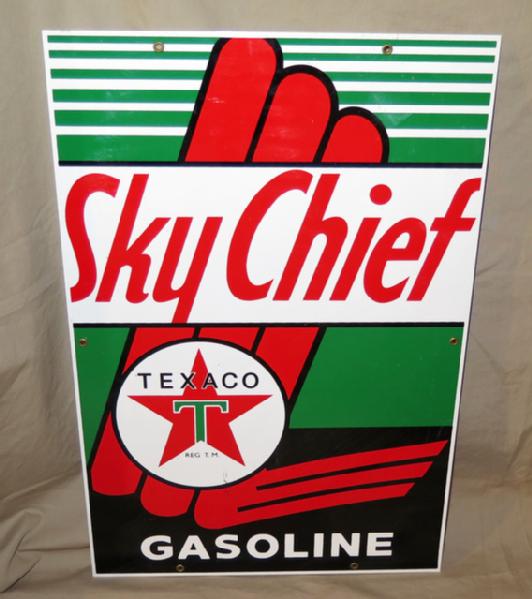 Sky Chief
TEXACO
T
REG. T.M.
GASOLINE